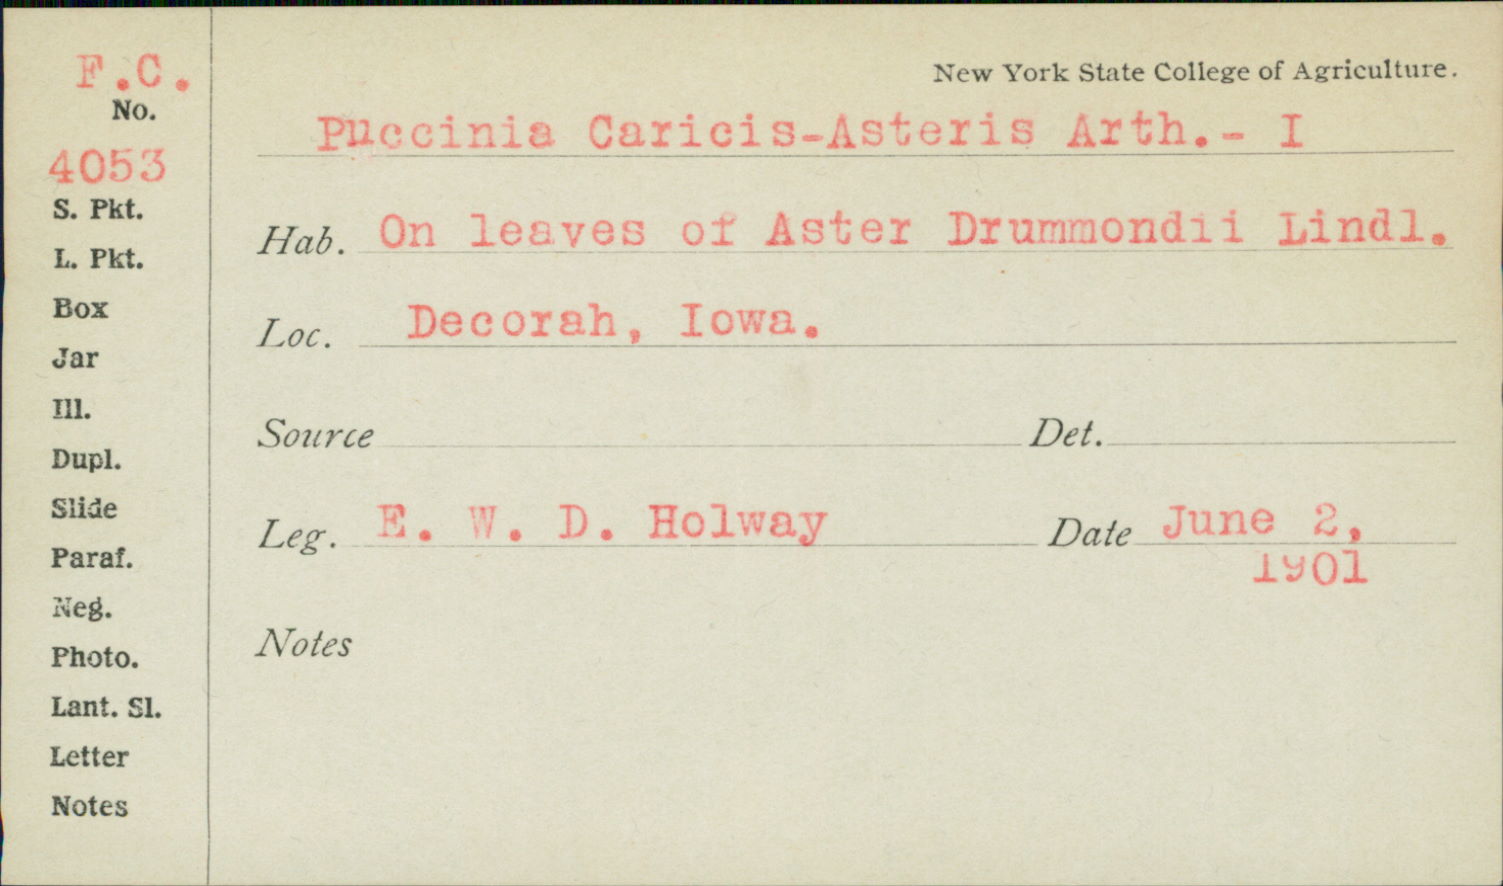 F.C.
No.
4053
S. Pkt.
L. Pkt.
Box
Jar
Ill.
Dupl.
Slide
Paraf.
Neg.
Photo.
Lant. Sl.
Letter
Notes
New York State College of Agriculture.
Puccinia Caricis-Asteris Arth.- I
Hab. On leaves of Aster Drummondii Lindl.
Loc. Decorah, Iowa.
Source Det.
Leg. E. W. D. Holway Date June 2,
1901
Notes